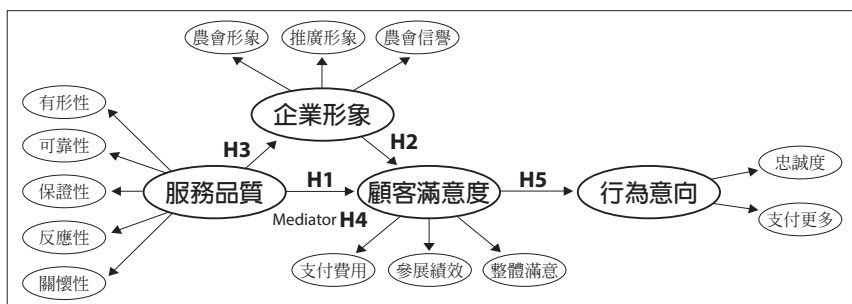 農會形象 推廣形象 農會信譽
有形性
企業形象
可靠性
H3 H2
忠誠度
保證性 服務品質 H1 顧客滿意度 H5 行為意向
Mediator H4
支付更多
反應性
支付費用 參展績效 整體滿意
關懷性